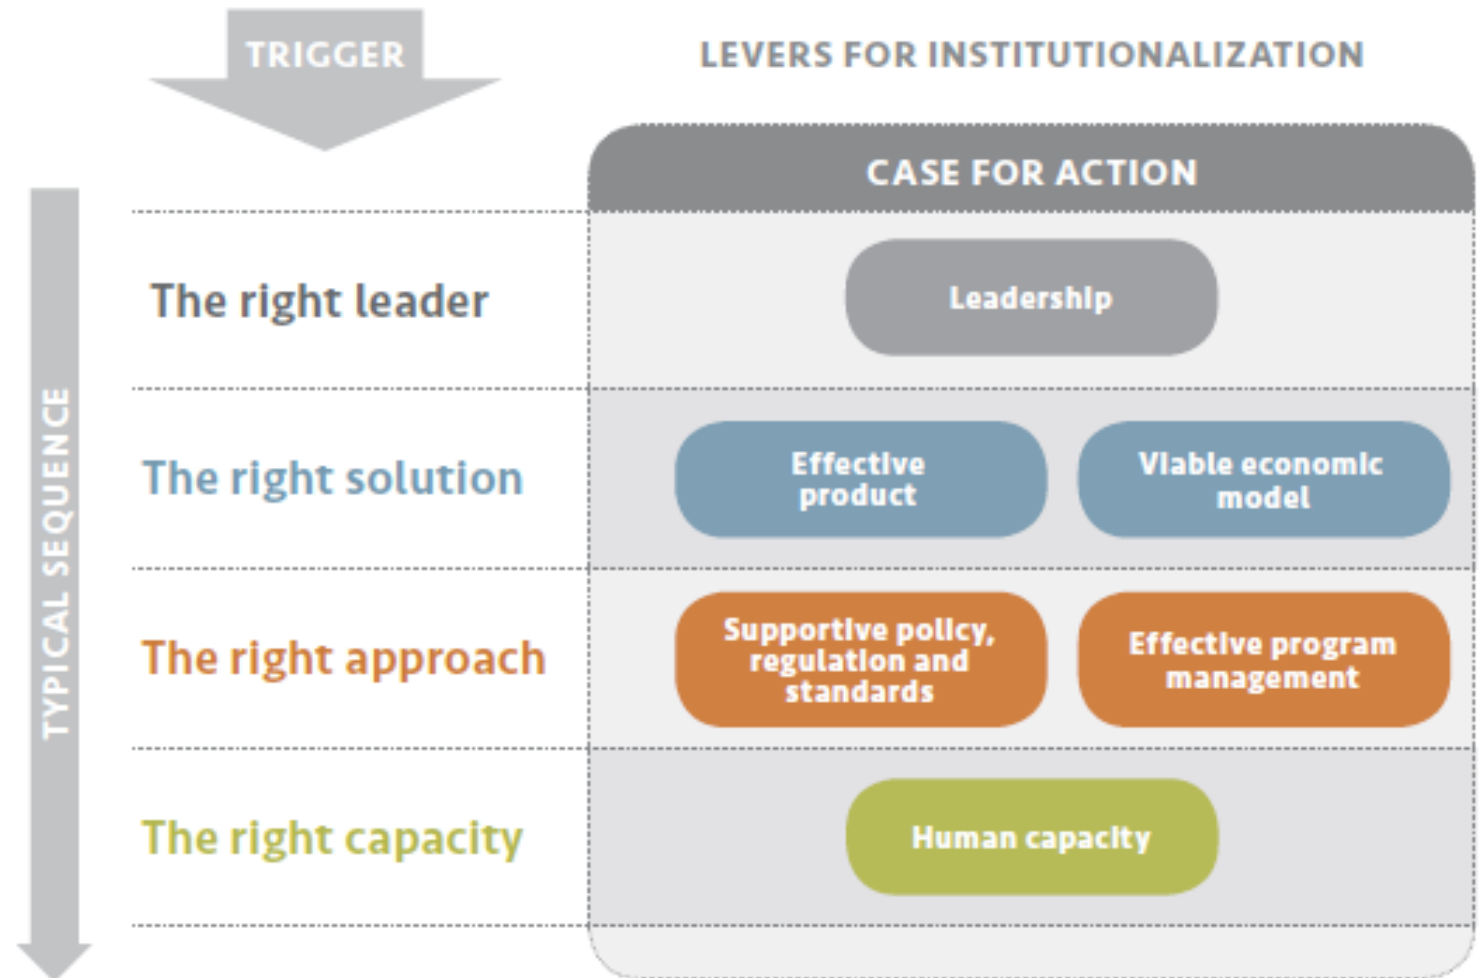 TRIGGER
LEVERS FOR INSTITUTIONALIZATION
CASE FOR ACTION
TYPICAL SEQUENCE
The right leader
Leadership
The right solution
Effective
product
Viable economic
model
The right approach
Supportive policy,
regulation and
standards
Effective program
management
The right capacity
Human capacity